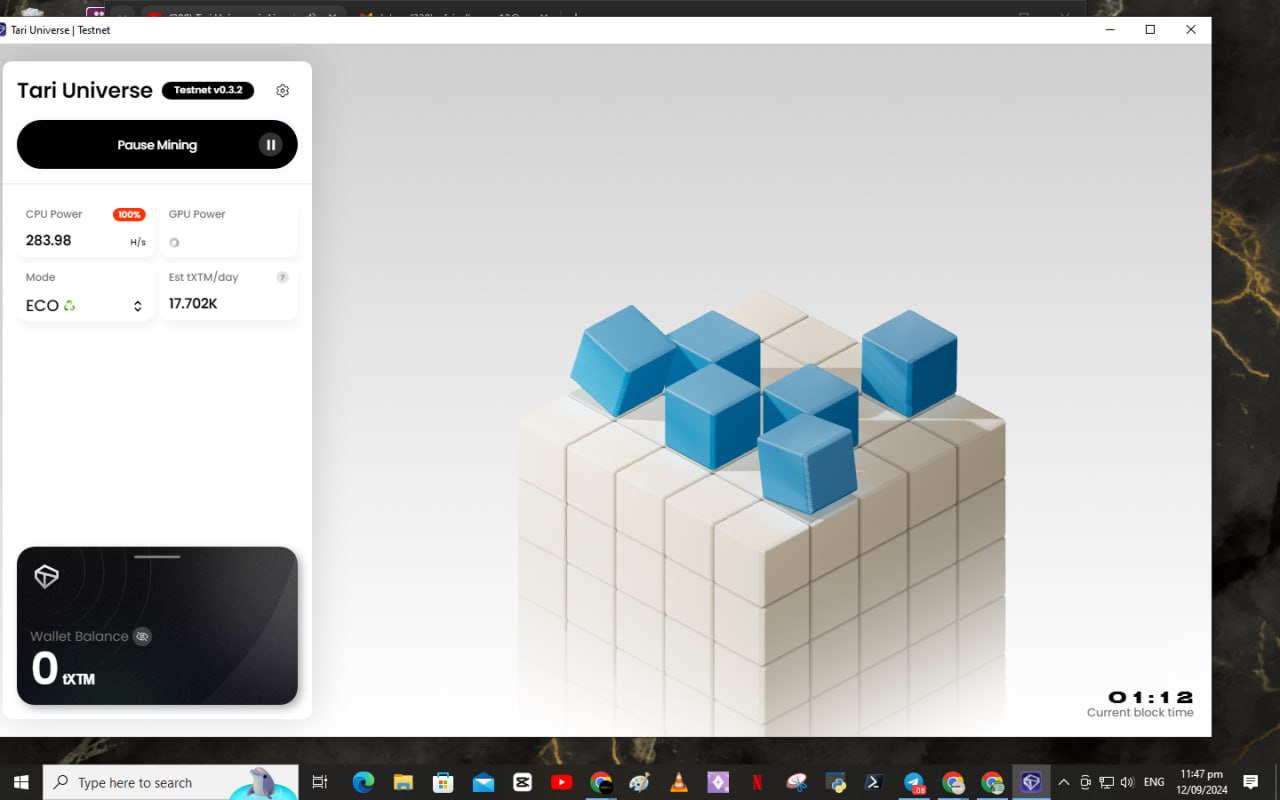 Tari Universe | Testnet
Tari Universe Testnet v0.3.2
Pause Mining
CPU Power 100%
283.98 H/s
GPU Power
Mode
ECO
Est tXTM/day ?
17.702K
Wallet Balance
0 tXTM
01:12
Current block time
Type here to search
ENG
11:47 pm
12/09/2024